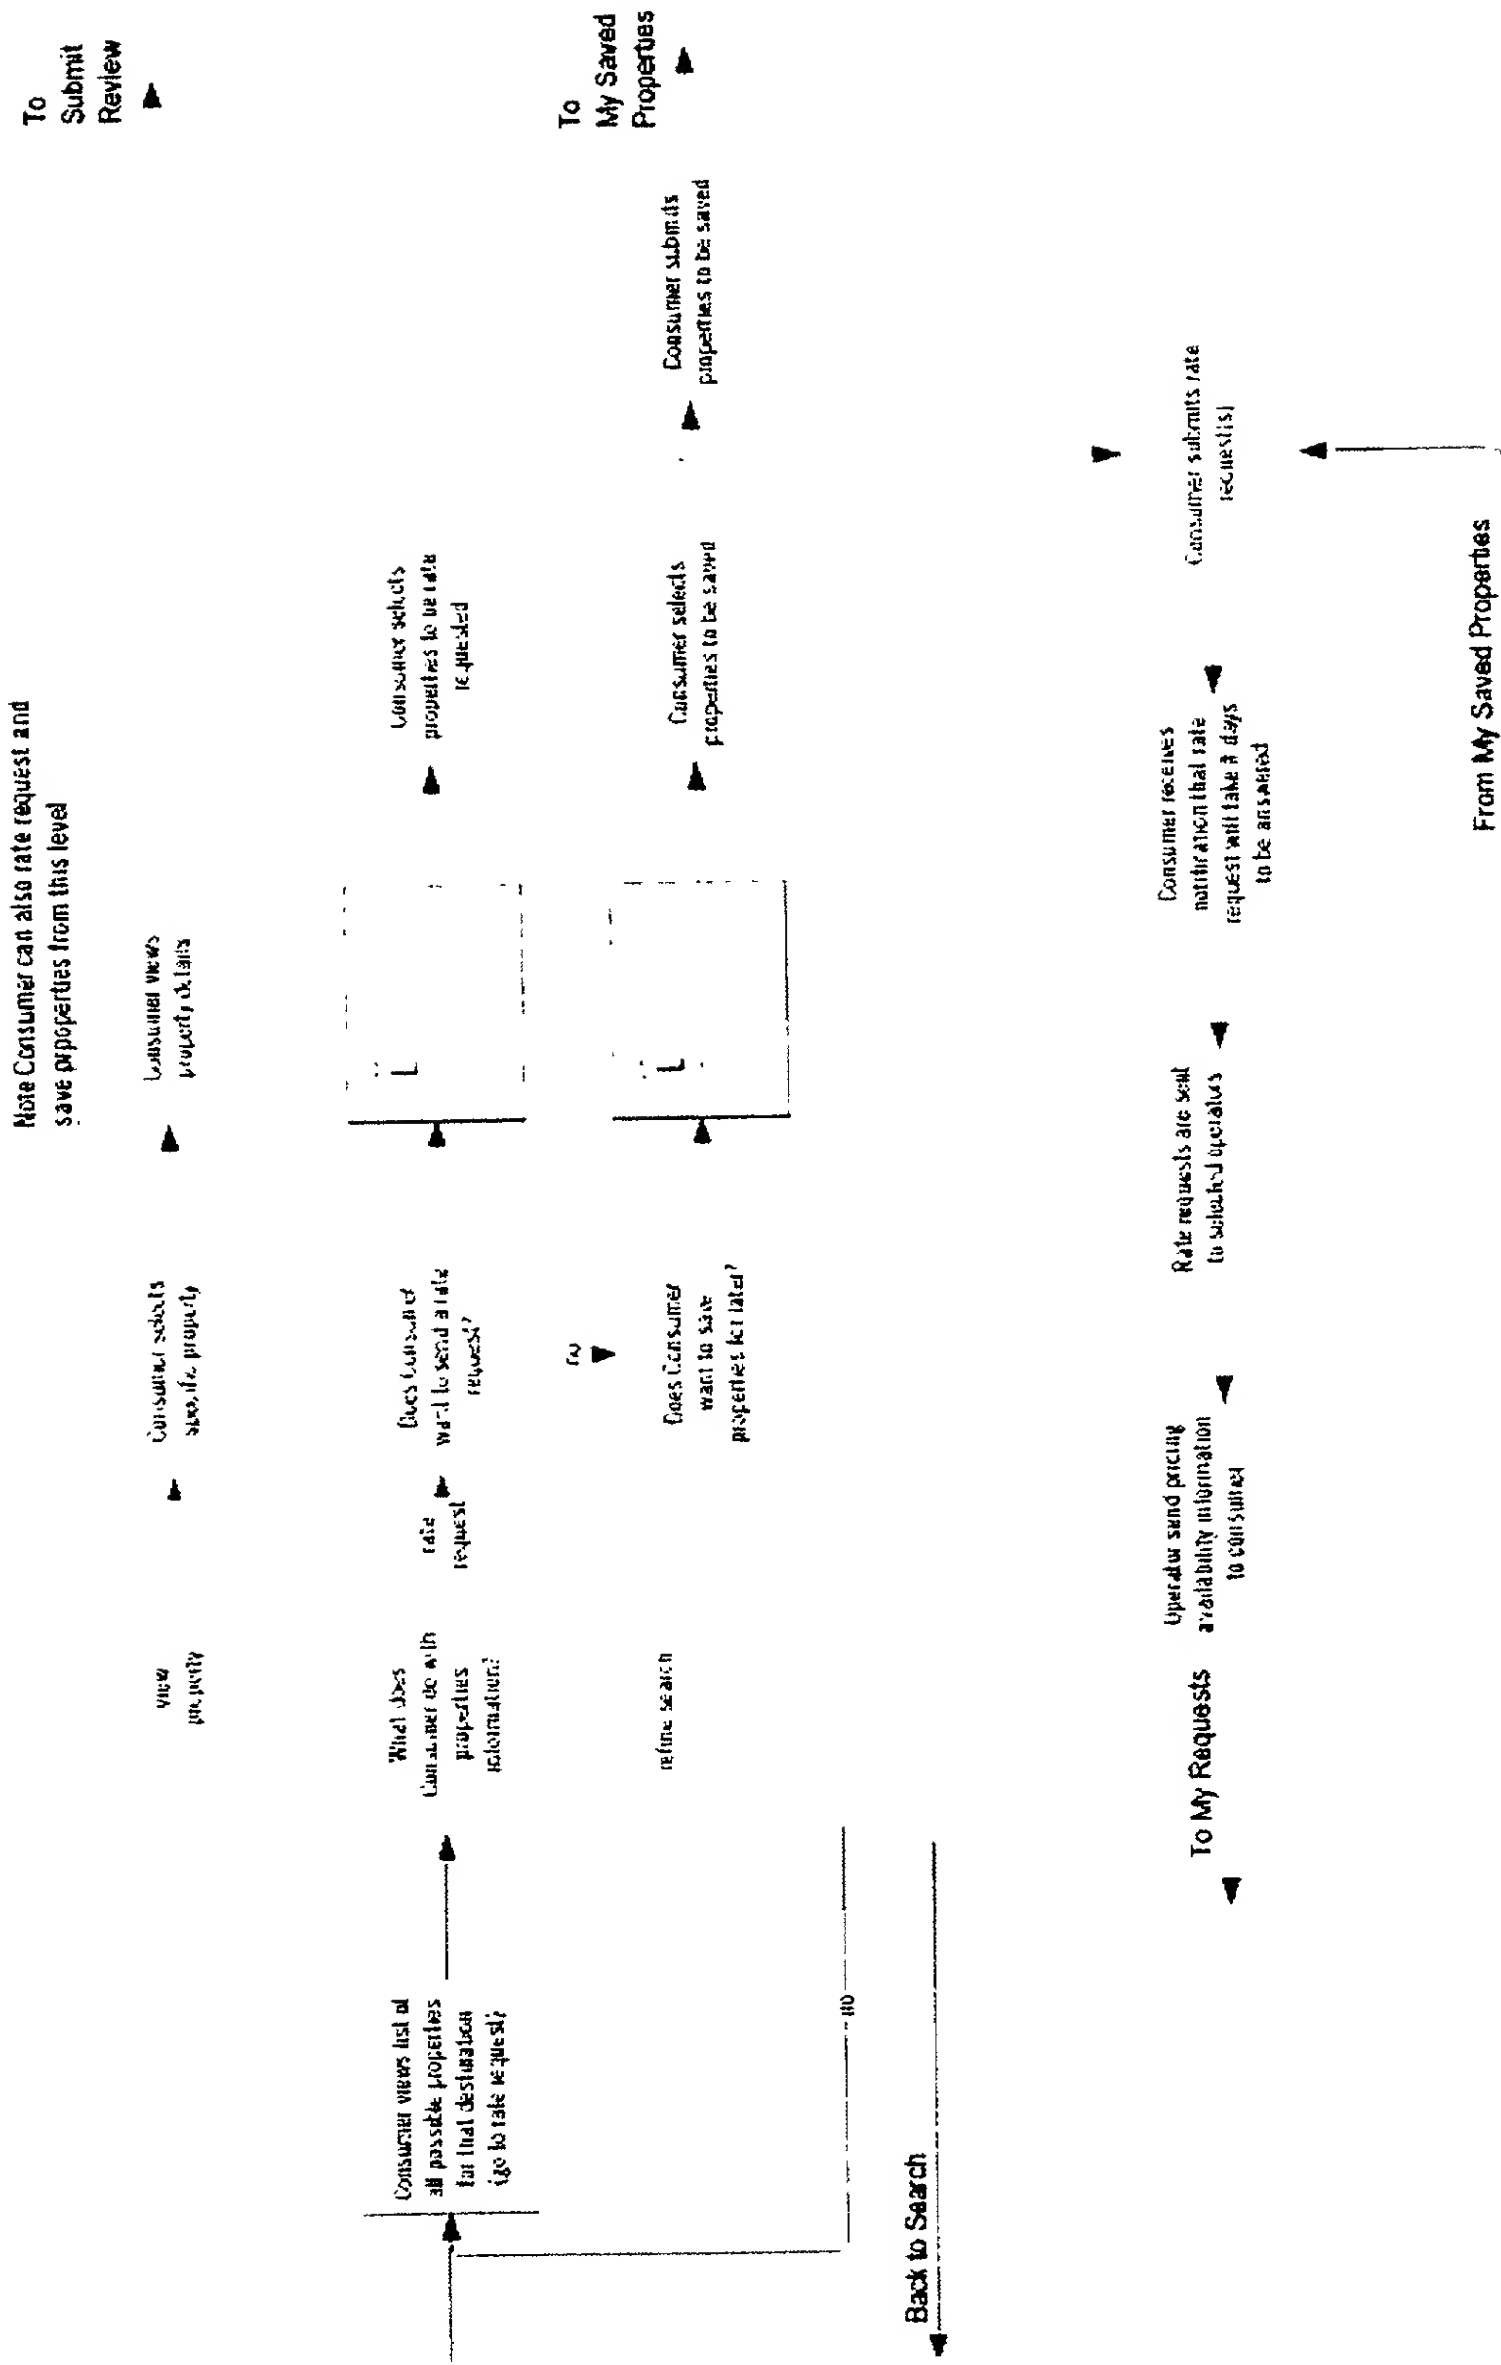 Note Consumer can also rate request and
save prpoperties from this level
To
Submit
Review
view
property
Consumer selects
specific property
Consumer views
property details
Consumer views list of
all possible properties
for that destination
(go to rate request)
What does
Consumer do with
properties
information?
rate
request
Does Consumer
want to send a rate
request?
Consumer selects
properties to be rate
requested
no
refine search
Does Consumer
want to save
properties for later?
Consumer selects
properties to be saved
Consumer submits
properties to be saved
To
My Saved
Properties
no
Back to Search
To My Requests
Operator send pricing
availability information
to consumer
Rate requests are sent
to selected operators
Consumer receives
notification that rate
request will take # days
to be answered
Consumer submits rate
request(s)
From My Saved Properties